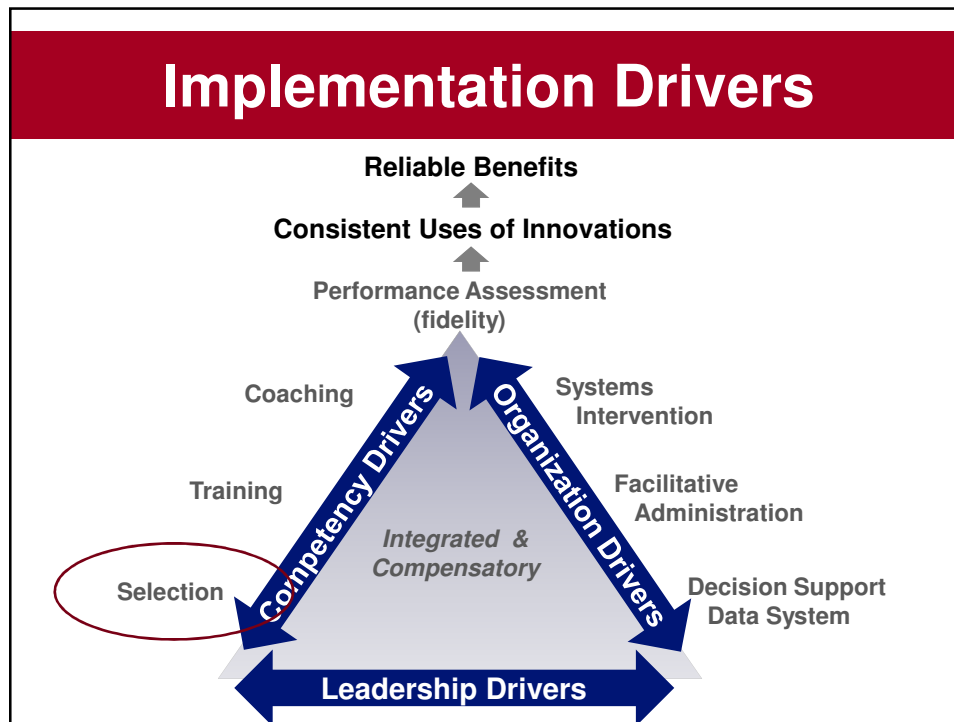 Implementation Drivers
Reliable Benefits
Consistent Uses of Innovations
Performance Assessment
(fidelity)
Coaching
Training
Selection
Competency Drivers
Integrated &
Compensatory
Organization Drivers
Systems
Intervention
Facilitative
Administration
Decision Support
Data System
Leadership Drivers